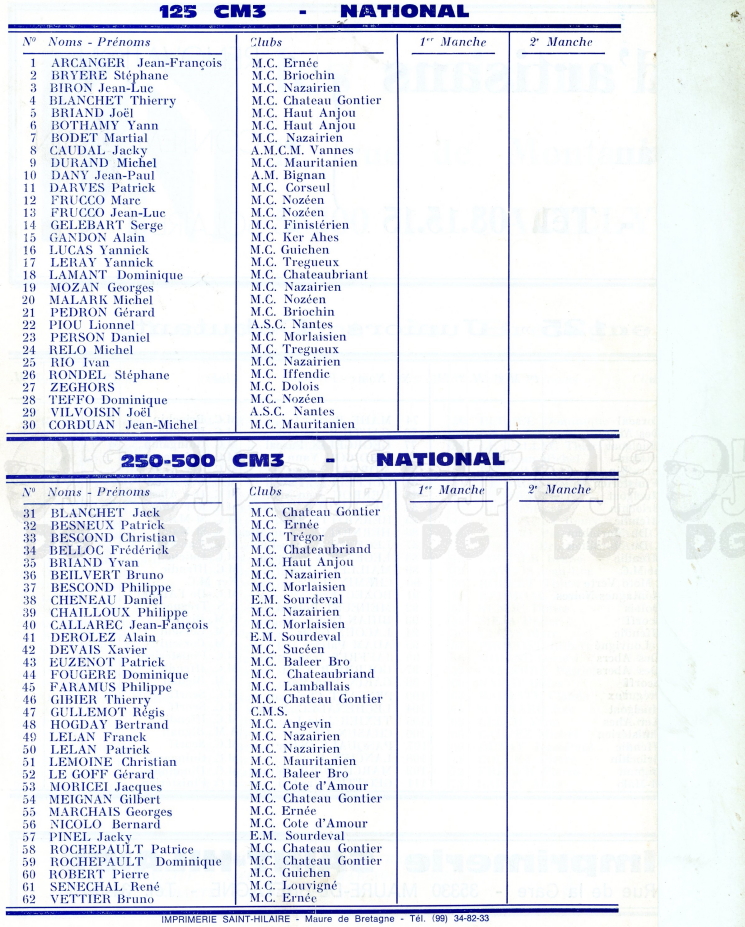 125 CM3 - NATIONAL
N° Noms - Prénoms Clubs 1er Manche 2e Manche
1 ARCANGER Jean-François M.C. Ernée
2 BRYERE Stéphane M.C. Briochin
3 BIRON Jean-Luc M.C. Nazairien
4 BLANCHET Thierry M.C. Chateau Gontier
5 BRIAND Joël M.C. Haut Anjou
6 BOTHAMY Yann M.C. Haut Anjou
7 BODET Martial M.C. Nazairien
8 CAUDAL Jacky A.M.C.M. Vannes
9 DURAND Michel M.C. Mauritanien
10 DANY Jean-Paul A.M. Bignan
11 DARVES Patrick M.C. Corseul
12 FRUCCO Marc M.C. Nozéen
13 FRUCCO Jean-Luc M.C. Nozéen
14 GELEBART Serge M.C. Finistérien
15 GANDON Alain M.C. Ker Ahes
16 LUCAS Yannick M.C. Guichen
17 LERAY Yannick M.C. Tregueux
18 LAMANT Dominique M.C. Chateaubriant
19 MOZAN Georges M.C. Nazairien
20 MALARK Michel M.C. Nozéen
21 PEDRON Gérard M.C. Briochin
22 PIOU Lionnel A.S.C. Nantes
23 PERSON Daniel M.C. Morlaisien
24 RELO Michel M.C. Tregueux
25 RIO Ivan M.C. Nazairien
26 RONDEL Stéphane M.C. Iffendic
27 ZEGHORS M.C. Dolois
28 TEFFO Dominique M.C. Nozéen
29 VILVOISIN Joël A.S.C. Nantes
30 CORDUAN Jean-Michel M.C. Mauritanien
250-500 CM3 - NATIONAL
N° Noms - Prénoms Clubs 1er Manche 2e Manche
31 BLANCHET Jack M.C. Chateau Gontier
32 BESNEUX Patrick M.C. Ernée
33 BESCOND Christian M.C. Trégor
34 BELLOC Frédérick M.C. Chateaubriand
35 BRIAND Yvan M.C. Haut Anjou
36 BEILVERT Bruno M.C. Nazairien
37 BESCOND Philippe M.C. Morlaisien
38 CHENEAU Daniel E.M. Sourdeval
39 CHAILLOUX Philippe M.C. Nazairien
40 CALLAREC Jean-Fançois M.C. Morlaisien
41 DEROLEZ Alain E.M. Sourdeval
42 DEVAIS Xavier M.C. Sucéen
43 EUZENOT Patrick M.C. Baleer Bro
44 FOUGERE Dominique M.C. Chateaubriand
45 FARAMUS Philippe M.C. Lamballais
46 GIBIER Thierry M.C. Chateau Gontier
47 GULLEMOT Régis C.M.S.
48 HOGDAY Bertrand M.C. Angevin
49 LELAN Franck M.C. Nazairien
50 LELAN Patrick M.C. Nazairien
51 LEMOINE Christian M.C. Mauritanien
52 LE GOFF Gérard M.C. Baleer Bro
53 MORICEI Jacques M.C. Cote d'Amour
54 MEIGNAN Gilbert M.C. Chateau Gontier
55 MARCHAIS Georges M.C. Ernée
56 NICOLO Bernard M.C. Cote d'Amour
57 PINEL Jacky E.M. Sourdeval
58 ROCHEPAULT Patrice M.C. Chateau Gontier
59 ROCHEPAULT Dominique M.C. Chateau Gontier
60 ROBERT Pierre M.C. Guichen
61 SENECHAL René M.C. Louvigné
62 VETTIER Bruno M.C. Ernée
IMPRIMERIE SAINT-HILAIRE - Maure de Bretagne - Tél. (99) 34-82-33